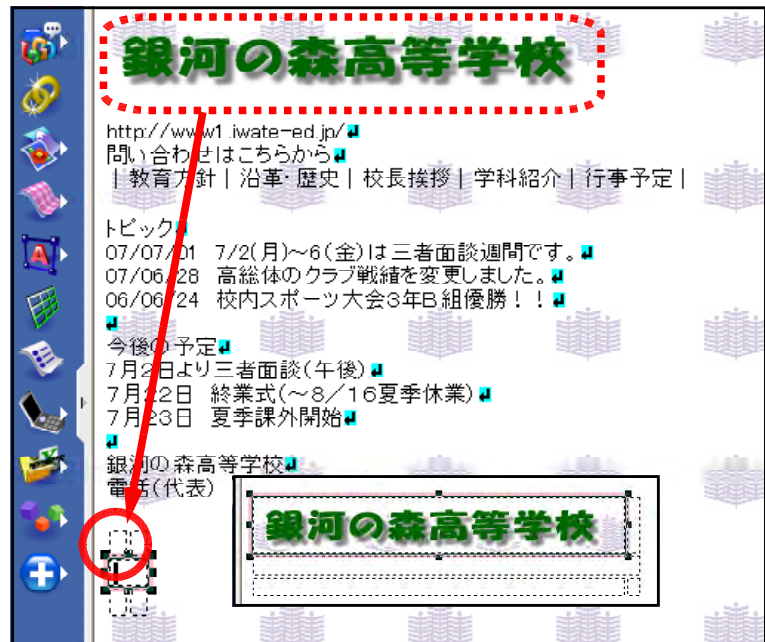 銀河の森高等学校
http://www1.iwate-ed.jp/
問い合わせはこちらから
|教育方針|沿革・歴史|校長挨拶|学科紹介|行事予定|
トピック
07/07/01 7/2(月)~6(金)は三者面談週間です。
07/06/28 高総体のクラブ戦績を変更しました。
06/06/24 校内スポーツ大会3年B組優勝!!
今後の予定
7月2日より三者面談(午後)
7月22日 終業式(~8/16夏季休業)
7月23日 夏季課外開始
銀河の森高等学校
電話(代表)
銀河の森高等学校